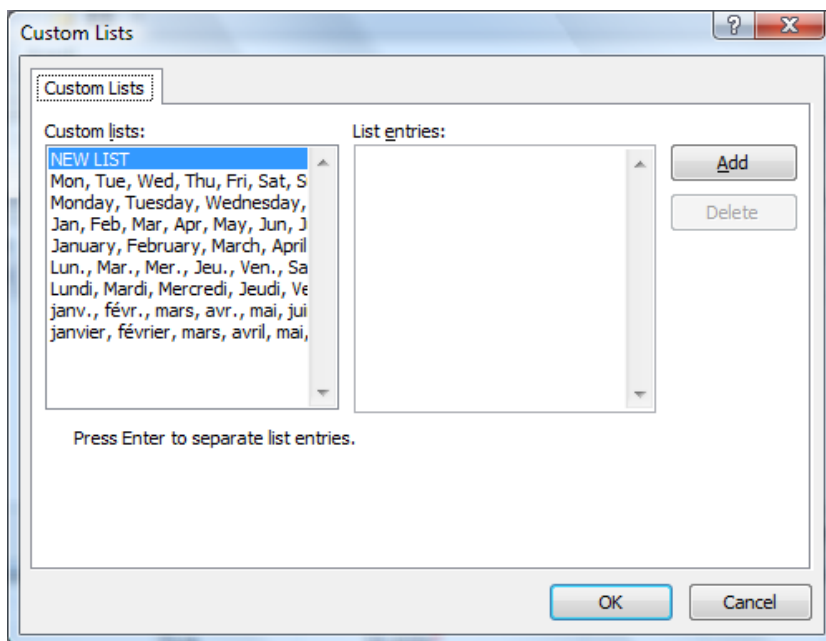 Custom Lists
Custom Lists
Custom lists:
NEW LIST
Mon, Tue, Wed, Thu, Fri, Sat, S
Monday, Tuesday, Wednesday,
Jan, Feb, Mar, Apr, May, Jun, J
January, February, March, April
Lun., Mar., Mer., Jeu., Ven., Sa
Lundi, Mardi, Mercredi, Jeudi, Ve
janv., févr., mars, avr., mai, jui
janvier, février, mars, avril, mai,
List entries:
Add
Delete
Press Enter to separate list entries.
OK
Cancel